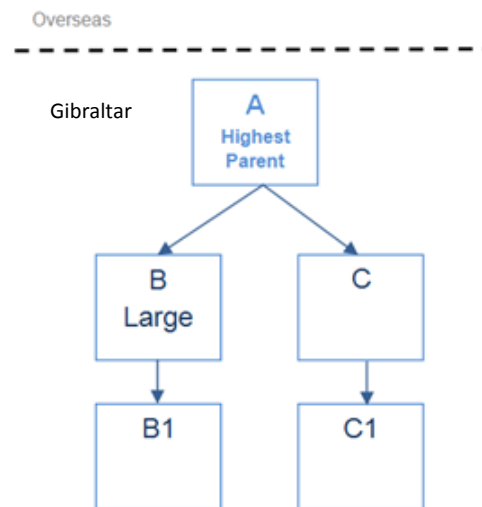 Overseas
Gibraltar
A
Highest
Parent
B
Large
C
B1
C1